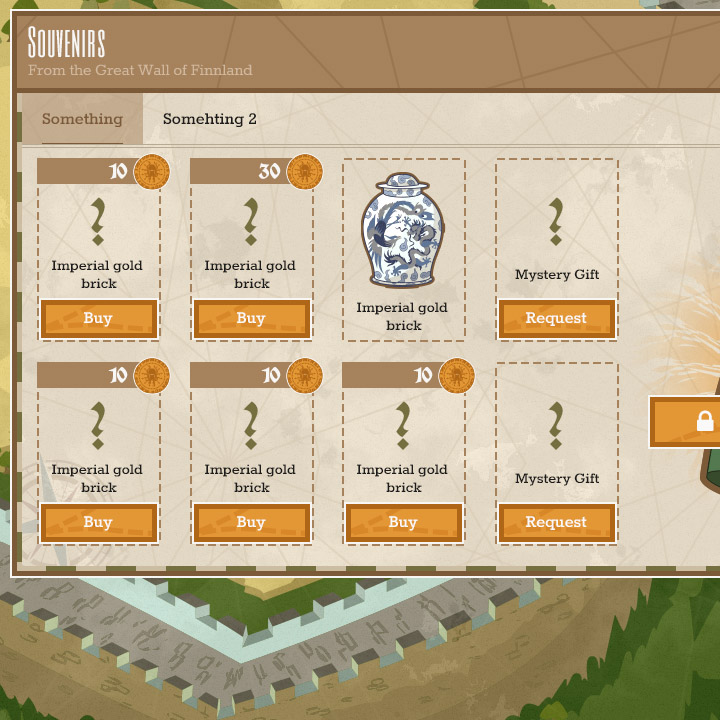 Souvenirs
From the Great Wall of Finnland
Something
Somehting 2
10
30
Imperial gold
brick
Buy
Imperial gold
brick
Buy
Imperial gold
brick
Mystery Gift
Request
10
10
10
Imperial gold
brick
Buy
Imperial gold
brick
Buy
Imperial gold
brick
Buy
Mystery Gift
Request